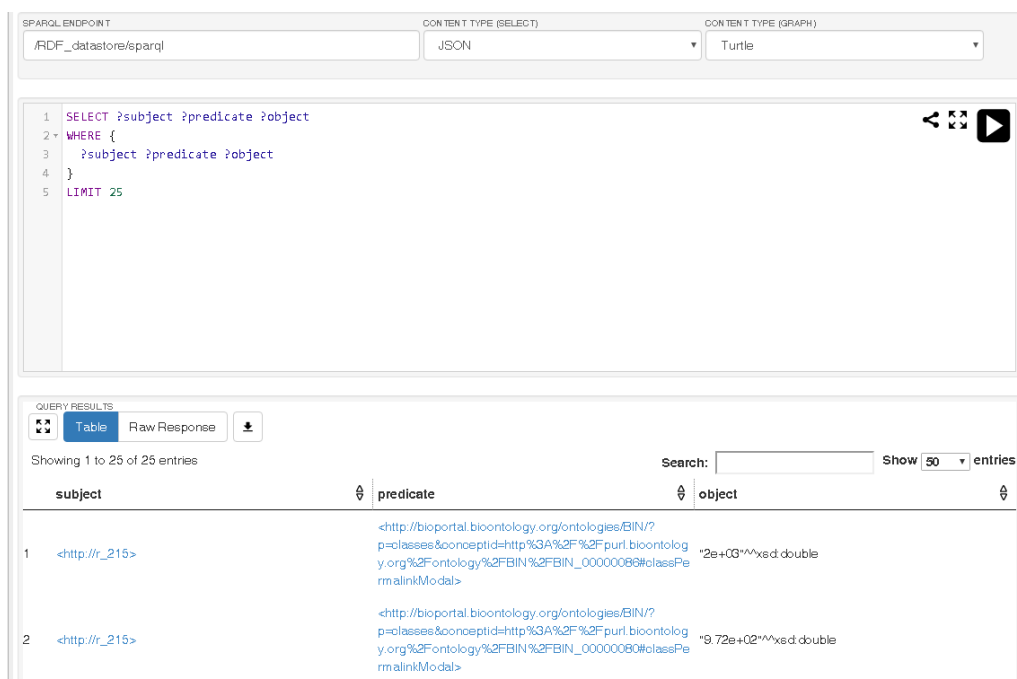 SPARQL ENDPOINT CONTENT TYPE (SELECT) CONTENT TYPE (GRAPH)
/RDF_datastore/sparql JSON Turtle
1 SELECT ?subject ?predicate ?object
2 WHERE {
3 ?subject ?predicate ?object
4 }
5 LIMIT 25
QUERY RESULTS
Table Raw Response
Showing 1 to 25 of 25 entries Search: Show 50 entries
subject predicate object
<http://bioportal.bioontology.org/ontologies/BIN/?
p=classes&conceptid=http%3A%2F%2Fpurl.bioontolog
1 <http://r_215> y.org%2Fontology%2FBIN%2FBIN_00000086#classPe "2e+03"^^xsd:double
rmalinkModal>
<http://bioportal.bioontology.org/ontologies/BIN/?
p=classes&conceptid=http%3A%2F%2Fpurl.bioontolog
2 <http://r_215> y.org%2Fontology%2FBIN%2FBIN_00000080#classPe "9.72e+02"^^xsd:double
rmalinkModal>